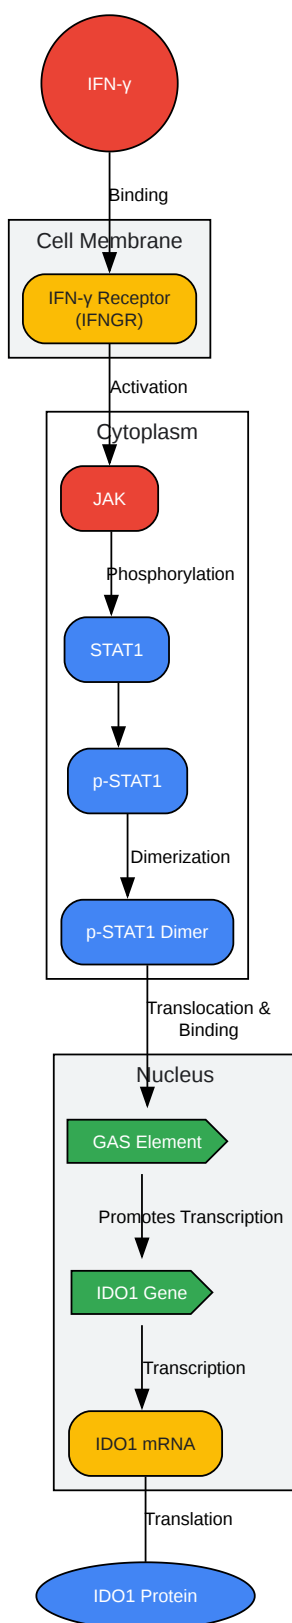 IFN-γ
Binding
Cell Membrane
IFN-γ Receptor
(IFNGR)
Activation
Cytoplasm
JAK
Phosphorylation
STAT1
p-STAT1
Dimerization
p-STAT1 Dimer
Translocation &
Binding
Nucleus
GAS Element
Promotes Transcription
IDO1 Gene
Transcription
IDO1 mRNA
Translation
IDO1 Protein